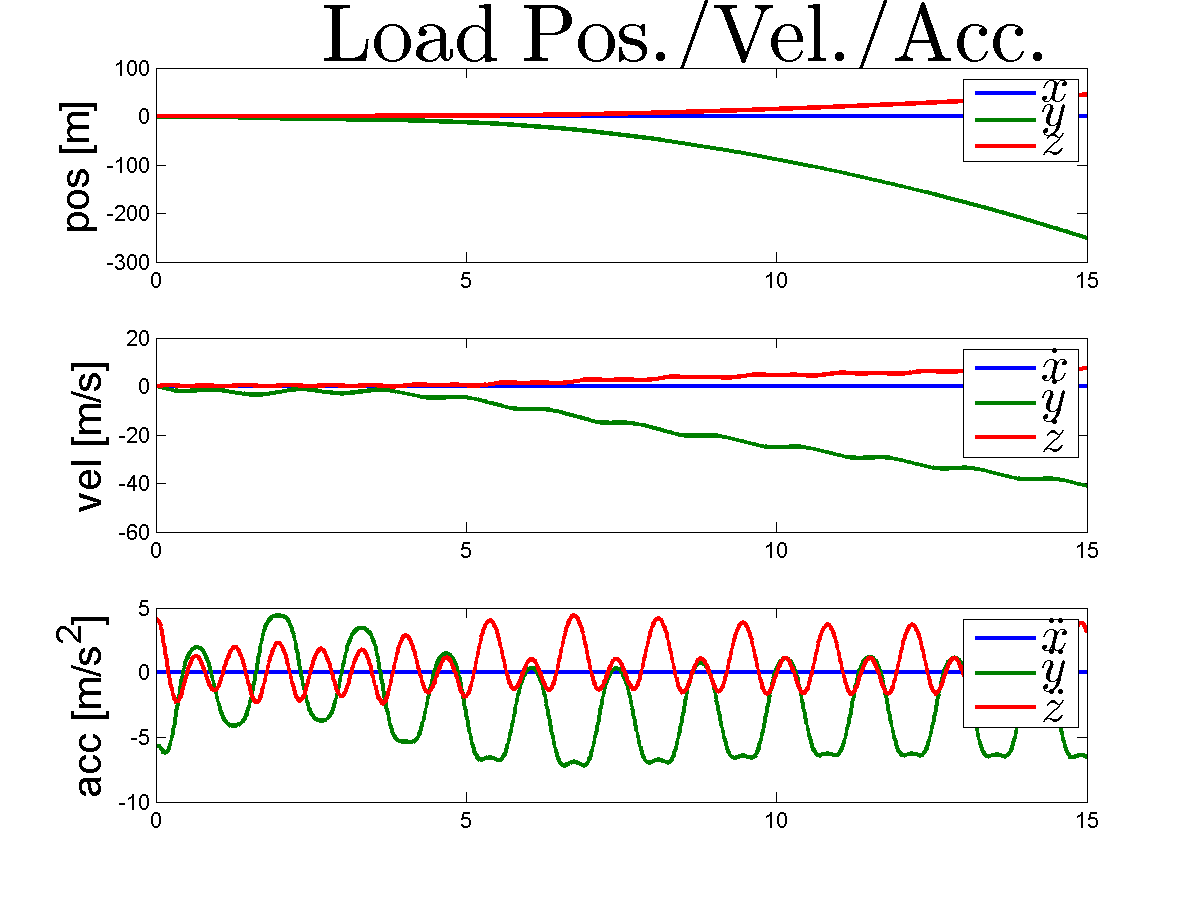 Load Pos./Vel./Acc.
pos [m]
100
0
-100
-200
-300
0 5 10 15
x
y
z
vel [m/s]
20
0
-20
-40
-60
0 5 10 15
ẋ
ẏ
ż
acc [m/s²]
5
0
-5
-10
0 5 10 15
ẍ
ÿ
z̈